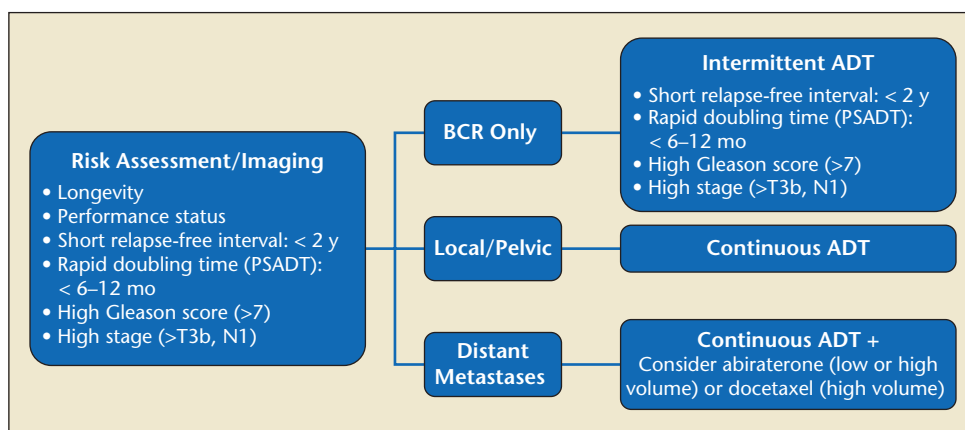 Risk Assessment/Imaging
• Longevity
• Performance status
• Short relapse-free interval: < 2 y
• Rapid doubling time (PSADT):
< 6–12 mo
• High Gleason score (>7)
• High stage (>T3b, N1)
BCR Only
Intermittent ADT
• Short relapse-free interval: < 2 y
• Rapid doubling time (PSADT):
< 6–12 mo
• High Gleason score (>7)
• High stage (>T3b, N1)
Local/Pelvic
Continuous ADT
Distant
Metastases
Continuous ADT +
Consider abiraterone (low or high
volume) or docetaxel (high volume)